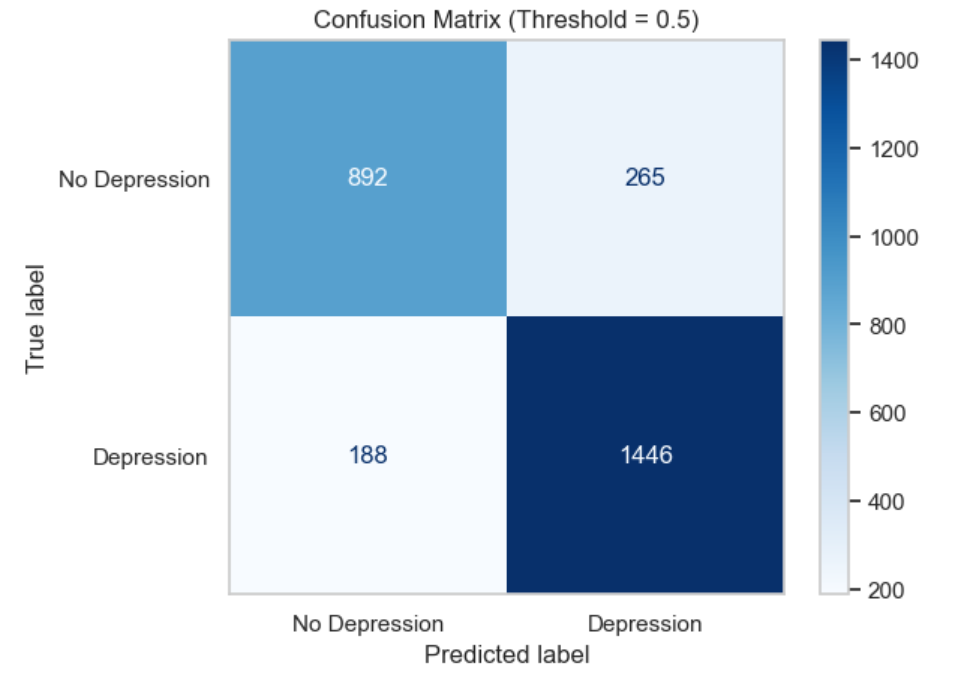 Confusion Matrix (Threshold = 0.5)
True label
No Depression
892
265
Depression
188
1446
No Depression
Depression
Predicted label
1400
1200
1000
800
600
400
200